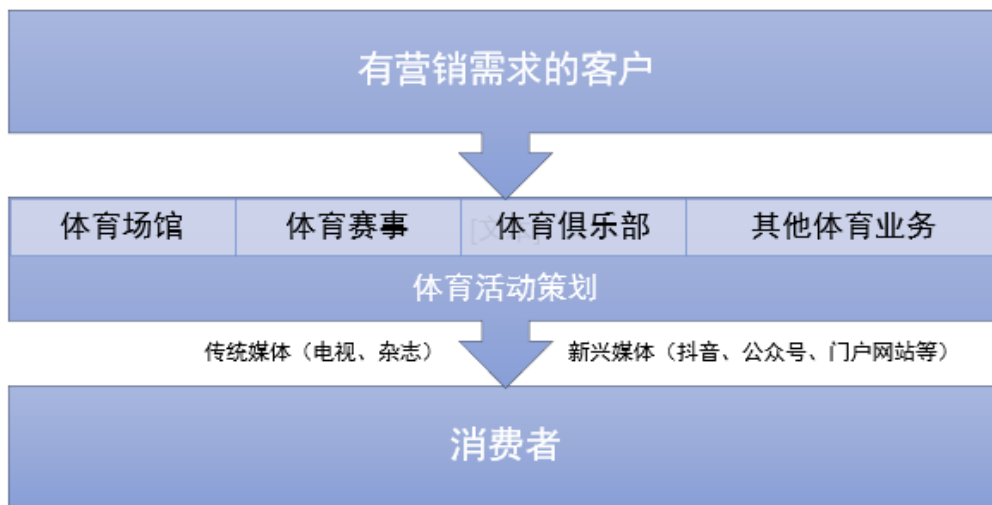 有营销需求的客户
体育场馆 体育赛事 体育俱乐部 其他体育业务
体育活动策划
传统媒体（电视、杂志） 新兴媒体（抖音、公众号、门户网站等）
消费者